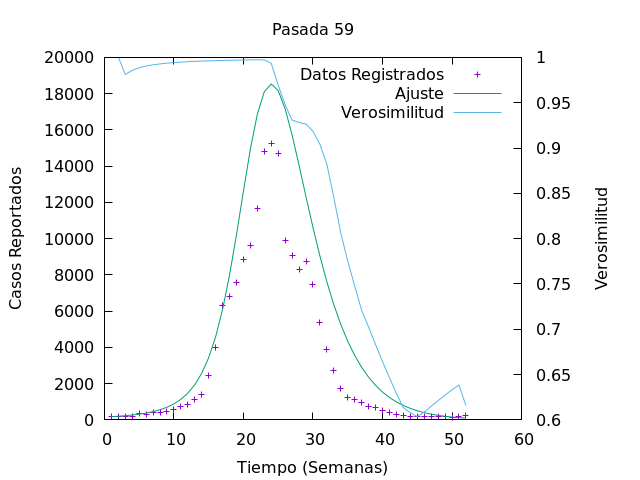 Pasada 59
Datos Registrados
Ajuste
Verosimilitud
Casos Reportados
20000
18000
16000
14000
12000
10000
8000
6000
4000
2000
0
1
0.95
0.9
0.85
0.8
0.75
0.7
0.65
0.6
Verosimilitud
0 10 20 30 40 50 60
Tiempo (Semanas)